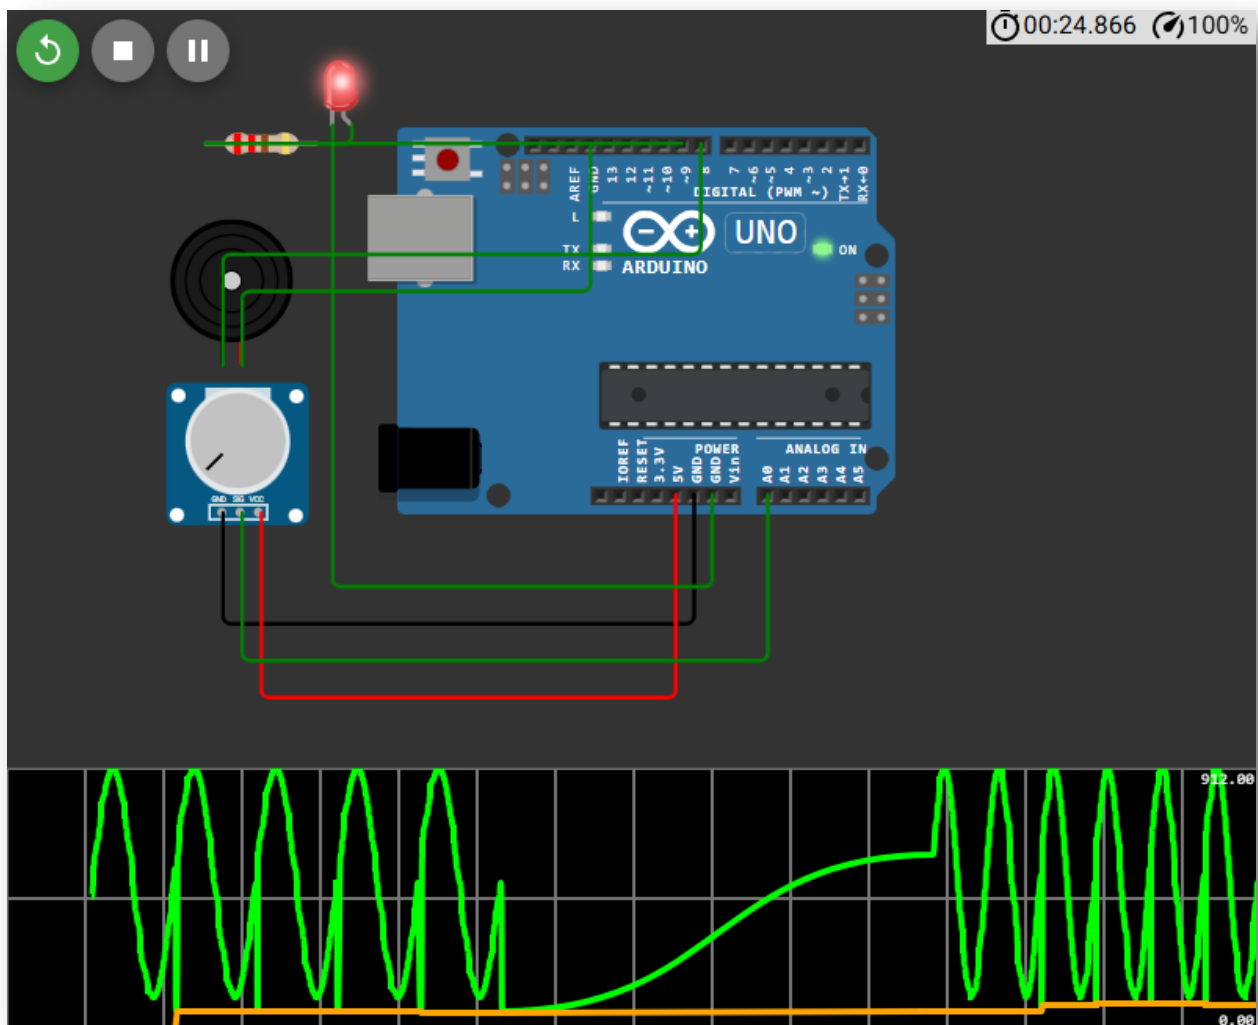 00:24.866 100%
AREF GND 13 12 ~11 ~10 ~9 8 7 ~6 ~5 4 ~3 2 TX→1 RX←0
DIGITAL (PWM ~)
L
TX
RX
UNO
ON
ARDUINO
IOREF RESET 3.3V 5V GND GND Vin
POWER
A0 A1 A2 A3 A4 A5
ANALOG IN
GND SIG VCC
912.00
0.00